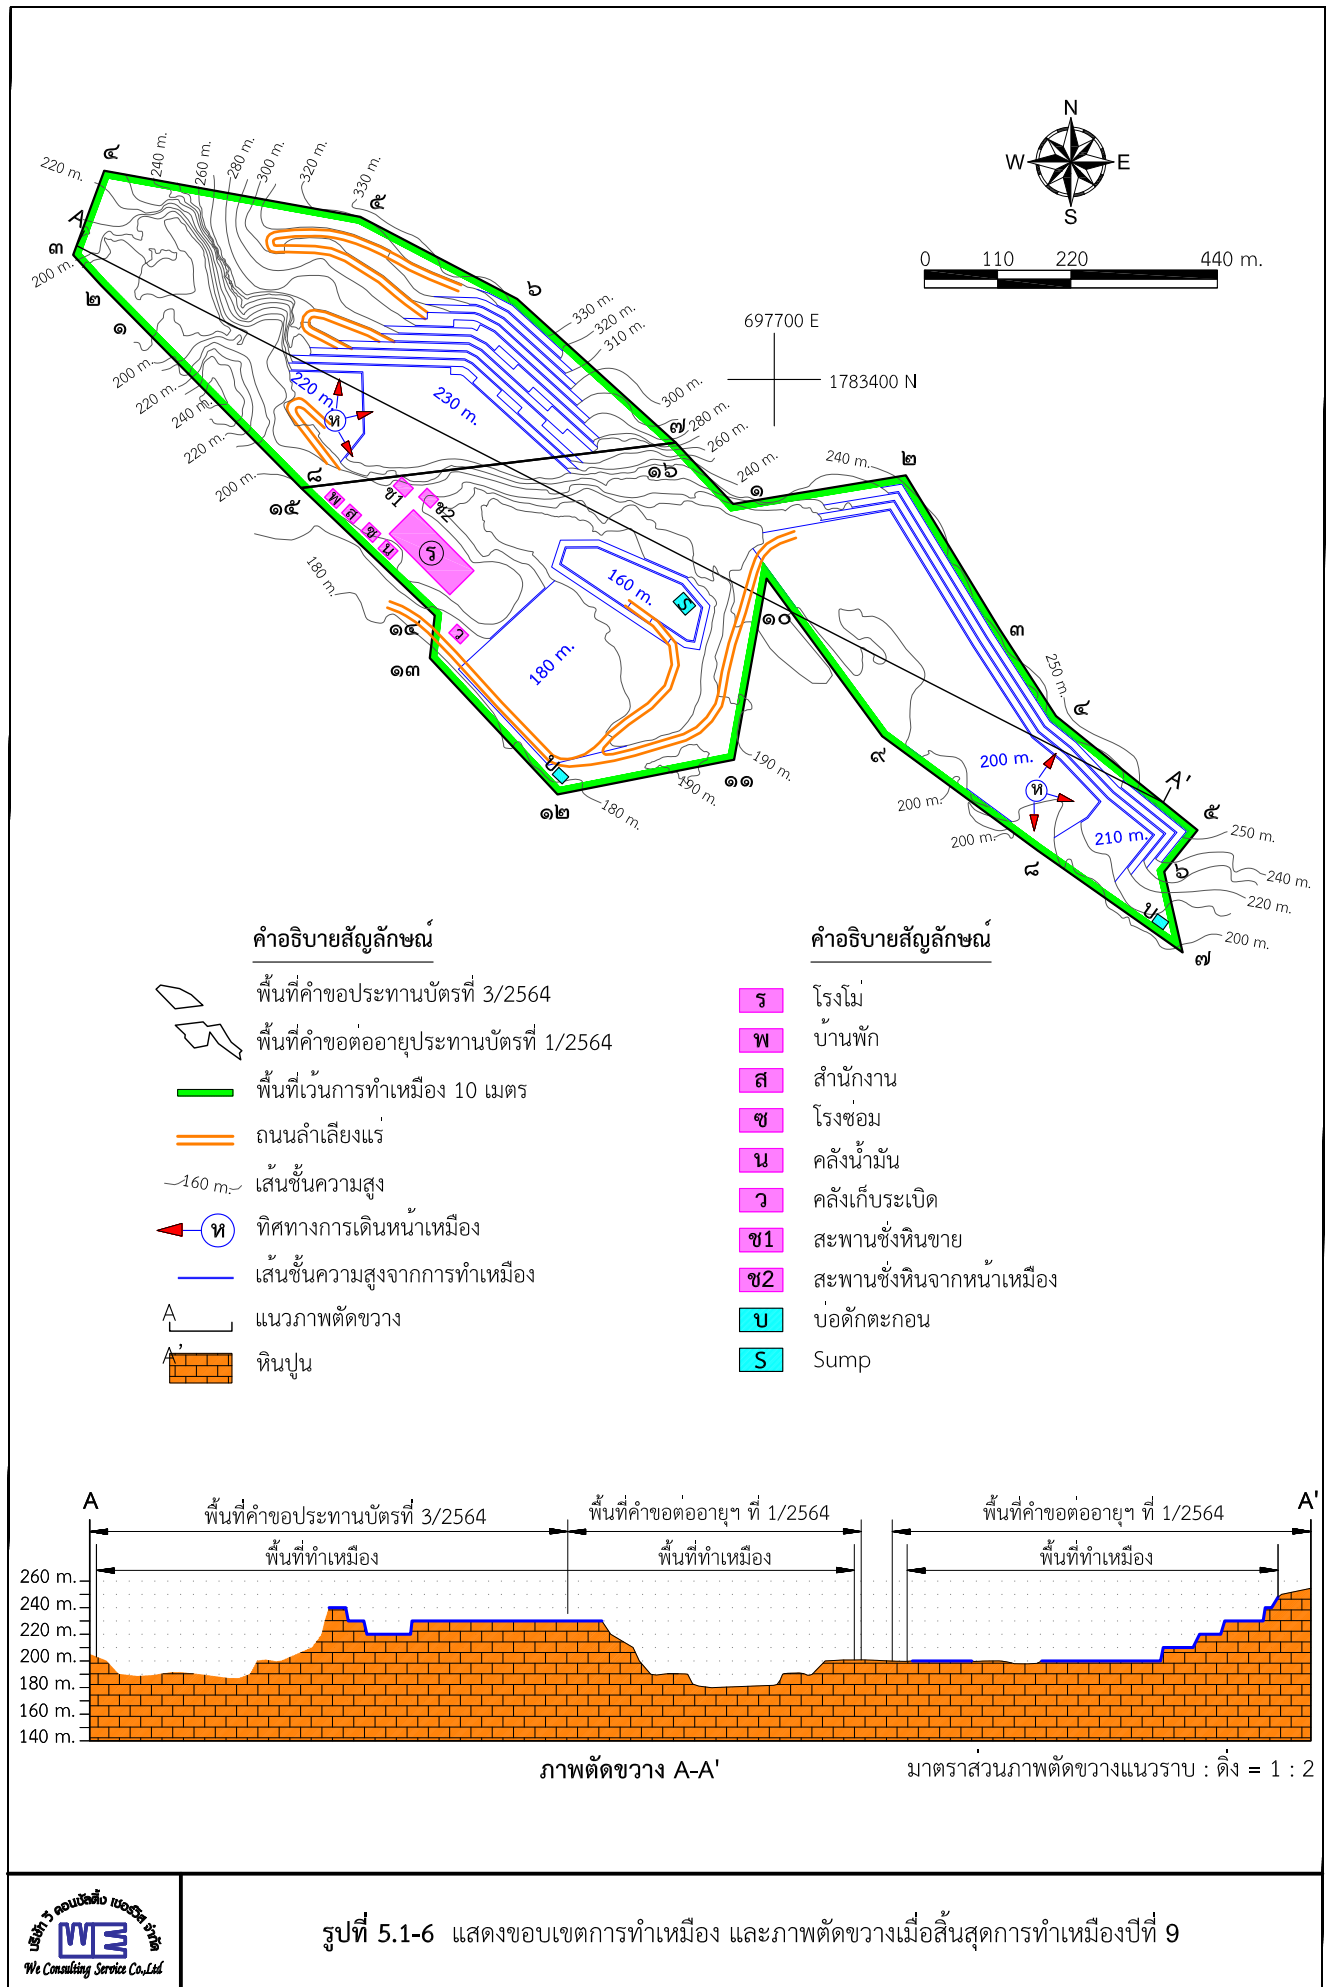 N
W E
S
0 110 220 440 m.
697700 E
1783400 N
220 m.
๔
240 m.
260 m.
280 m.
300 m.
320 m.
330 m.
๕
A
๓
200 m.
๒
๑
๖
330 m.
320 m.
310 m.
200 m.
220 m.
240 m.
220 m.
200 m.
220 m.
ห
230 m.
300 m.
๗
280 m.
260 m.
๑๖
240 m.
๑
240 m.
๒
๘
๑๕
พ
ส
ซ
น
ช1
ช2
ร
180 m.
160 m.
S
๑๔
ว
๑๓
180 m.
๑๐
๓
250 m.
๔
บ
190 m.
190 m.
๑๑
๑๒
180 m.
๙
200 m.
ห
A'
๕
200 m.
200 m.
210 m.
250 m.
๘
๖
240 m.
220 m.
บ
200 m.
๗
คำอธิบายสัญลักษณ์
พื้นที่คำขอประทานบัตรที่ 3/2564
พื้นที่คำขอต่ออายุประทานบัตรที่ 1/2564
พื้นที่เว้นการทำเหมือง 10 เมตร
ถนนลำเลียงแร่
160 m. เส้นชั้นความสูง
ห ทิศทางการเดินหน้าเหมือง
เส้นชั้นความสูงจากการทำเหมือง
A A' แนวภาพตัดขวาง
หินปูน
คำอธิบายสัญลักษณ์
ร โรงโม่
พ บ้านพัก
ส สำนักงาน
ซ โรงซ่อม
น คลังน้ำมัน
ว คลังเก็บระเบิด
ช1 สะพานชั่งหินขาย
ช2 สะพานชั่งหินจากหน้าเหมือง
บ บ่อดักตะกอน
S Sump
A A'
พื้นที่คำขอประทานบัตรที่ 3/2564 พื้นที่คำขอต่ออายุฯ ที่ 1/2564 พื้นที่คำขอต่ออายุฯ ที่ 1/2564
พื้นที่ทำเหมือง พื้นที่ทำเหมือง พื้นที่ทำเหมือง
260 m.
240 m.
220 m.
200 m.
180 m.
160 m.
140 m.
ภาพตัดขวาง A-A'
มาตราส่วนภาพตัดขวางแนวราบ : ดิ่ง = 1 : 2
บริษัท วี คอนซัลติ้ง เซอร์วิส จำกัด
WE
We Consulting Service Co.,Ltd
รูปที่ 5.1-6 แสดงขอบเขตการทำเหมือง และภาพตัดขวางเมื่อสิ้นสุดการทำเหมืองปีที่ 9